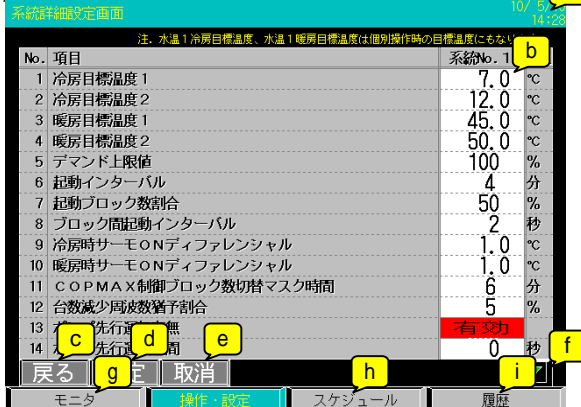 系統詳細設定画面
10/ 5/
14:28
注. 水温1冷房目標温度、水温1暖房目標温度は個別操作時の目標温度にもな
No. 項目 系統No. 1 b
1 冷房目標温度1 7.0 ℃
2 冷房目標温度2 12.0 ℃
3 暖房目標温度1 45.0 ℃
4 暖房目標温度2 50.0 ℃
5 デマンド上限値 100 %
6 起動インターバル 4 分
7 起動ブロック数割合 50 %
8 ブロック間起動インターバル 2 秒
9 冷房時サーモONディファレンシャル 1.0 ℃
10 暖房時サーモONディファレンシャル 1.0 ℃
11 COPMAX制御ブロック数切替マスク時間 6 分
12 台数減少周波数猶予割合 5 %
13 先行 無 有効
14 先行 間 0 秒
c d e f
戻る 定 取消
g h i
モニタ 操作・設定 スケジュール 履歴